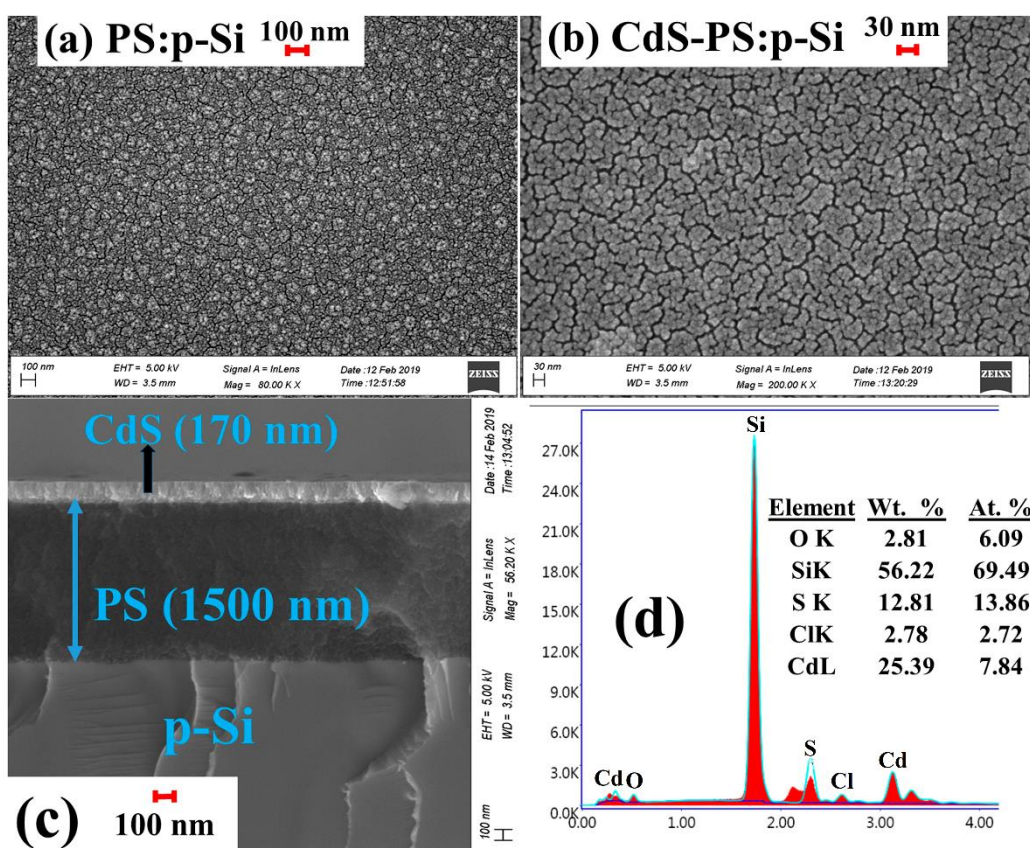 (a) PS:p-Si 100 nm
100 nm
EHT = 5.00 kV
WD = 3.5 mm
Signal A = InLens
Mag = 80.00 K X
Date :12 Feb 2019
Time :12:51:58
ZEISS
(b) CdS-PS:p-Si 30 nm
30 nm
EHT = 5.00 kV
WD = 3.5 mm
Signal A = InLens
Mag = 200.00 K X
Date :12 Feb 2019
Time :13:20:29
ZEISS
CdS (170 nm)
PS (1500 nm)
p-Si
(c) 100 nm
Date :14 Feb 2019
Time :13:04:52
Signal A = InLens
Mag = 56.20 K X
EHT = 5.00 kV
WD = 3.5 mm
100 nm
(d)
Element Wt. % At. %
O K 2.81 6.09
SiK 56.22 69.49
S K 12.81 13.86
ClK 2.78 2.72
CdL 25.39 7.84
27.0K
24.0K
21.0K
18.0K
15.0K
12.0K
9.0K
6.0K
3.0K
0.0K
Cd O Si S Cl Cd
0.00 1.00 2.00 3.00 4.00